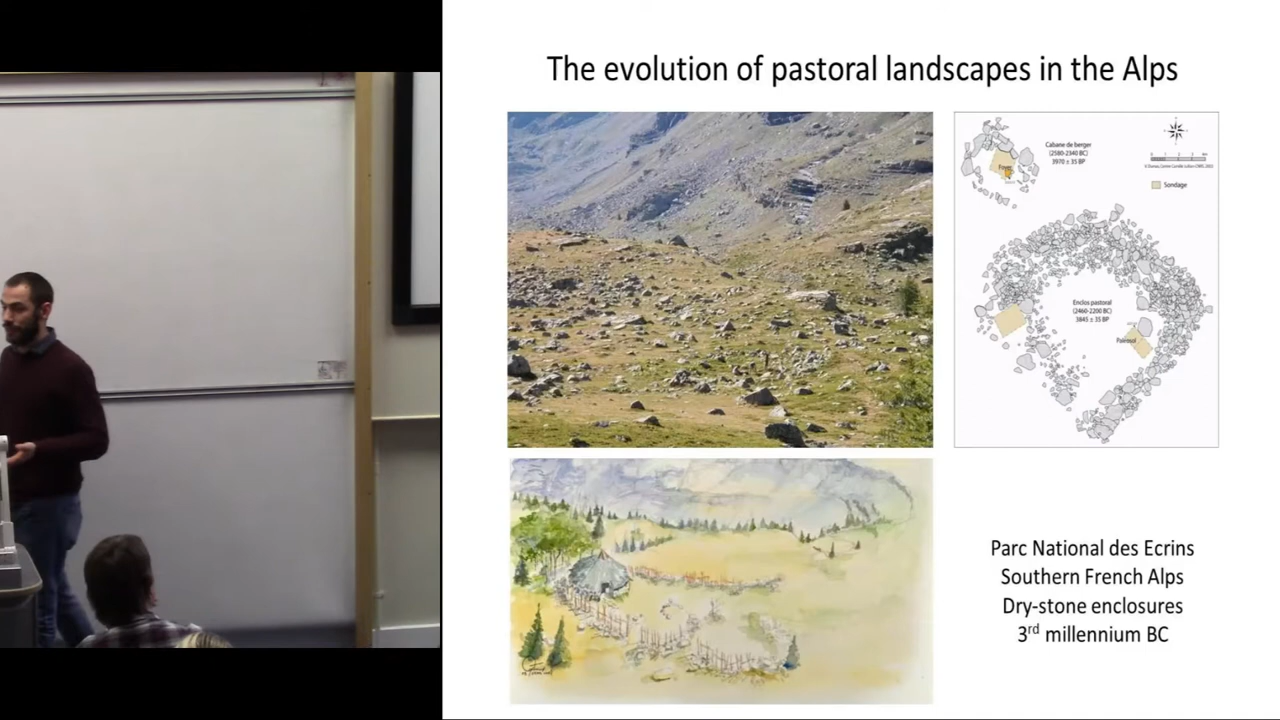 The evolution of pastoral landscapes in the Alps
Cabane de berger
(2580-2340 BC)
3970 ± 35 BP
Foyer
Sondage
Enclos pastoral
(2460-2200 BC)
3845 ± 35 BP
Paléosol
Parc National des Ecrins
Southern French Alps
Dry-stone enclosures
3rd millennium BC